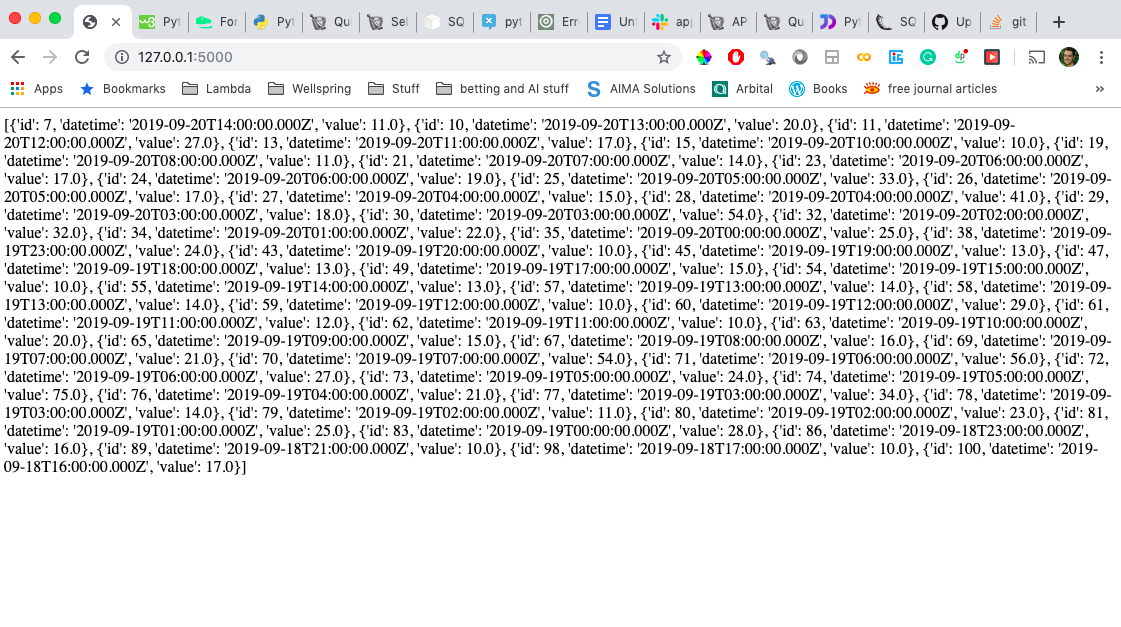 Pyt
For
Pyt
Qu
Sel
SQ
pyt
Err
Unt
app
AP
Qu
Pyt
SQ
Up
git
127.0.0.1:5000
Apps
Bookmarks
Lambda
Wellspring
Stuff
betting and AI stuff
AIMA Solutions
Arbital
Books
free journal articles
[{'id': 7, 'datetime': '2019-09-20T14:00:00.000Z', 'value': 11.0}, {'id': 10, 'datetime': '2019-09-20T13:00:00.000Z', 'value': 20.0}, {'id': 11, 'datetime': '2019-09-
20T12:00:00.000Z', 'value': 27.0}, {'id': 13, 'datetime': '2019-09-20T11:00:00.000Z', 'value': 17.0}, {'id': 15, 'datetime': '2019-09-20T10:00:00.000Z', 'value': 10.0}, {'id': 19,
'datetime': '2019-09-20T08:00:00.000Z', 'value': 11.0}, {'id': 21, 'datetime': '2019-09-20T07:00:00.000Z', 'value': 14.0}, {'id': 23, 'datetime': '2019-09-20T06:00:00.000Z',
'value': 17.0}, {'id': 24, 'datetime': '2019-09-20T06:00:00.000Z', 'value': 19.0}, {'id': 25, 'datetime': '2019-09-20T05:00:00.000Z', 'value': 33.0}, {'id': 26, 'datetime': '2019-09-
20T05:00:00.000Z', 'value': 17.0}, {'id': 27, 'datetime': '2019-09-20T04:00:00.000Z', 'value': 15.0}, {'id': 28, 'datetime': '2019-09-20T04:00:00.000Z', 'value': 41.0}, {'id': 29,
'datetime': '2019-09-20T03:00:00.000Z', 'value': 18.0}, {'id': 30, 'datetime': '2019-09-20T03:00:00.000Z', 'value': 54.0}, {'id': 32, 'datetime': '2019-09-20T02:00:00.000Z',
'value': 32.0}, {'id': 34, 'datetime': '2019-09-20T01:00:00.000Z', 'value': 22.0}, {'id': 35, 'datetime': '2019-09-20T00:00:00.000Z', 'value': 25.0}, {'id': 38, 'datetime': '2019-09-
19T23:00:00.000Z', 'value': 24.0}, {'id': 43, 'datetime': '2019-09-19T20:00:00.000Z', 'value': 10.0}, {'id': 45, 'datetime': '2019-09-19T19:00:00.000Z', 'value': 13.0}, {'id': 47,
'datetime': '2019-09-19T18:00:00.000Z', 'value': 13.0}, {'id': 49, 'datetime': '2019-09-19T17:00:00.000Z', 'value': 15.0}, {'id': 54, 'datetime': '2019-09-19T15:00:00.000Z',
'value': 10.0}, {'id': 55, 'datetime': '2019-09-19T14:00:00.000Z', 'value': 13.0}, {'id': 57, 'datetime': '2019-09-19T13:00:00.000Z', 'value': 14.0}, {'id': 58, 'datetime': '2019-09-
19T13:00:00.000Z', 'value': 14.0}, {'id': 59, 'datetime': '2019-09-19T12:00:00.000Z', 'value': 10.0}, {'id': 60, 'datetime': '2019-09-19T12:00:00.000Z', 'value': 29.0}, {'id': 61,
'datetime': '2019-09-19T11:00:00.000Z', 'value': 12.0}, {'id': 62, 'datetime': '2019-09-19T11:00:00.000Z', 'value': 10.0}, {'id': 63, 'datetime': '2019-09-19T10:00:00.000Z',
'value': 20.0}, {'id': 65, 'datetime': '2019-09-19T09:00:00.000Z', 'value': 15.0}, {'id': 67, 'datetime': '2019-09-19T08:00:00.000Z', 'value': 16.0}, {'id': 69, 'datetime': '2019-09-
19T07:00:00.000Z', 'value': 21.0}, {'id': 70, 'datetime': '2019-09-19T07:00:00.000Z', 'value': 54.0}, {'id': 71, 'datetime': '2019-09-19T06:00:00.000Z', 'value': 56.0}, {'id': 72,
'datetime': '2019-09-19T06:00:00.000Z', 'value': 27.0}, {'id': 73, 'datetime': '2019-09-19T05:00:00.000Z', 'value': 24.0}, {'id': 74, 'datetime': '2019-09-19T05:00:00.000Z', 'value':
75.0}, {'id': 76, 'datetime': '2019-09-19T04:00:00.000Z', 'value': 21.0}, {'id': 77, 'datetime': '2019-09-19T03:00:00.000Z', 'value': 34.0}, {'id': 78, 'datetime': '2019-09-
19T03:00:00.000Z', 'value': 14.0}, {'id': 79, 'datetime': '2019-09-19T02:00:00.000Z', 'value': 11.0}, {'id': 80, 'datetime': '2019-09-19T02:00:00.000Z', 'value': 23.0}, {'id': 81,
'datetime': '2019-09-19T01:00:00.000Z', 'value': 25.0}, {'id': 83, 'datetime': '2019-09-19T00:00:00.000Z', 'value': 28.0}, {'id': 86, 'datetime': '2019-09-18T23:00:00.000Z',
'value': 16.0}, {'id': 89, 'datetime': '2019-09-18T21:00:00.000Z', 'value': 10.0}, {'id': 98, 'datetime': '2019-09-18T17:00:00.000Z', 'value': 10.0}, {'id': 100, 'datetime': '2019-
09-18T16:00:00.000Z', 'value': 17.0}]